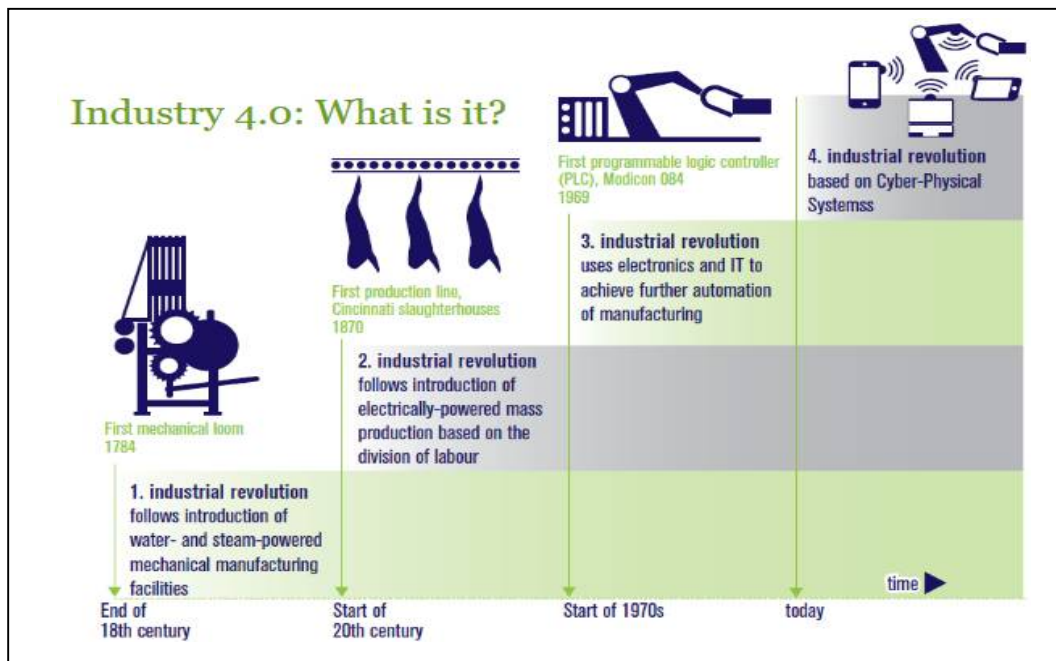 Industry 4.0: What is it?
First mechanical loom
1784
1. industrial revolution
follows introduction of
water- and steam-powered
mechanical manufacturing
facilities
End of
18th century
First production line,
Cincinnati slaughterhouses
1870
2. industrial revolution
follows introduction of
electrically-powered mass
production based on the
division of labour
Start of
20th century
First programmable logic controller
(PLC), Modicon 084
1969
3. industrial revolution
uses electronics and IT to
achieve further automation
of manufacturing
Start of 1970s
4. industrial revolution
based on Cyber-Physical
Systemss
today
time